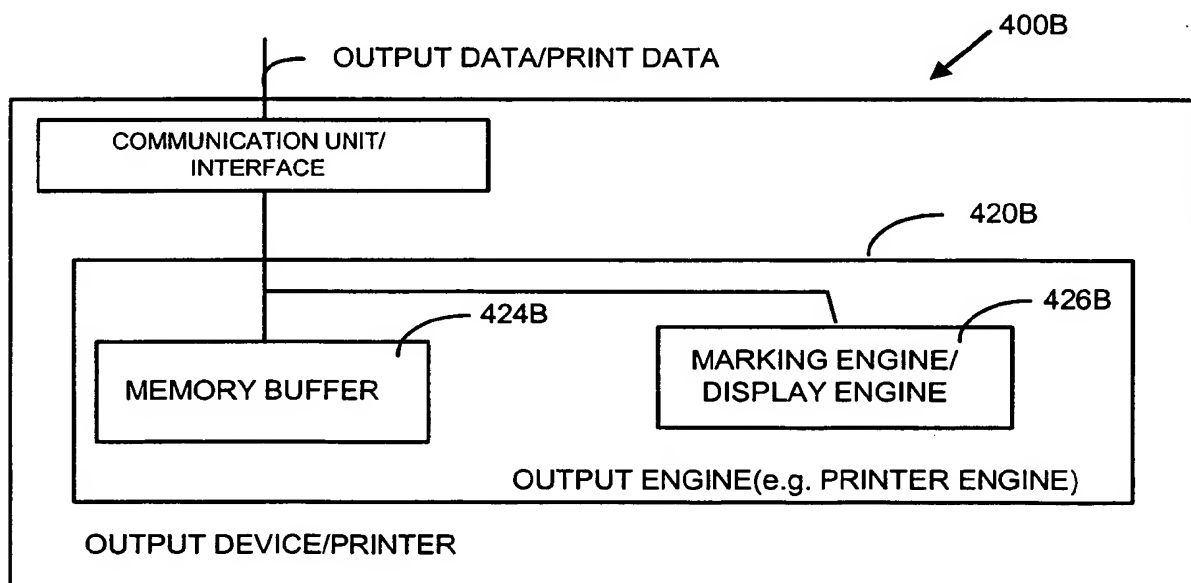 400B
OUTPUT DATA/PRINT DATA
COMMUNICATION UNIT/
INTERFACE
420B
424B
426B
MEMORY BUFFER
MARKING ENGINE/
DISPLAY ENGINE
OUTPUT ENGINE(e.g. PRINTER ENGINE)
OUTPUT DEVICE/PRINTER